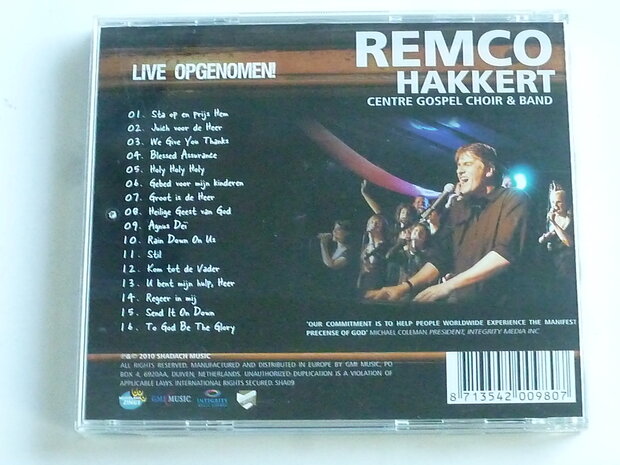 LIVE OPGENOMEN!
REMCO
HAKKERT
CENTRE GOSPEL CHOIR & BAND
01. Sta op en prijs Hem
02. Juich voor de Heer
03. We Give You Thanks
04. Blessed Assurance
05. Holy Holy Holy
06. Gebed voor mijn kinderen
07. Groot is de Heer
08. Heilige Geest van God
09. Agnus Deï
10. Rain Down On Us
11. Stil
12. Kom tot de Vader
13. U bent mijn hulp, Heer
14. Regeer in mij
15. Send It On Down
16. To God Be The Glory
'OUR COMMITMENT IS TO HELP PEOPLE WORLDWIDE EXPERIENCE THE MANIFEST
PRECENSE OF GOD' MICHAEL COLEMAN PRESIDENT, INTEGRITY MEDIA INC
℗&© 2010 SHADACH MUSIC
ALL RIGHTS RESERVED. MANUFACTURED AND DISTRIBUTED IN EUROPE BY GMI MUSIC, PO
BOX 4, 6920AA, DUIVEN, NETHERLANDS. UNAUTHORIZED DUPLICATION IS A VIOLATION OF
APPLICABLE LAWS. INTERNATIONAL RIGHTS SECURED. SHA09
GMI MUSIC
INTEGRITY
8 713542 009807